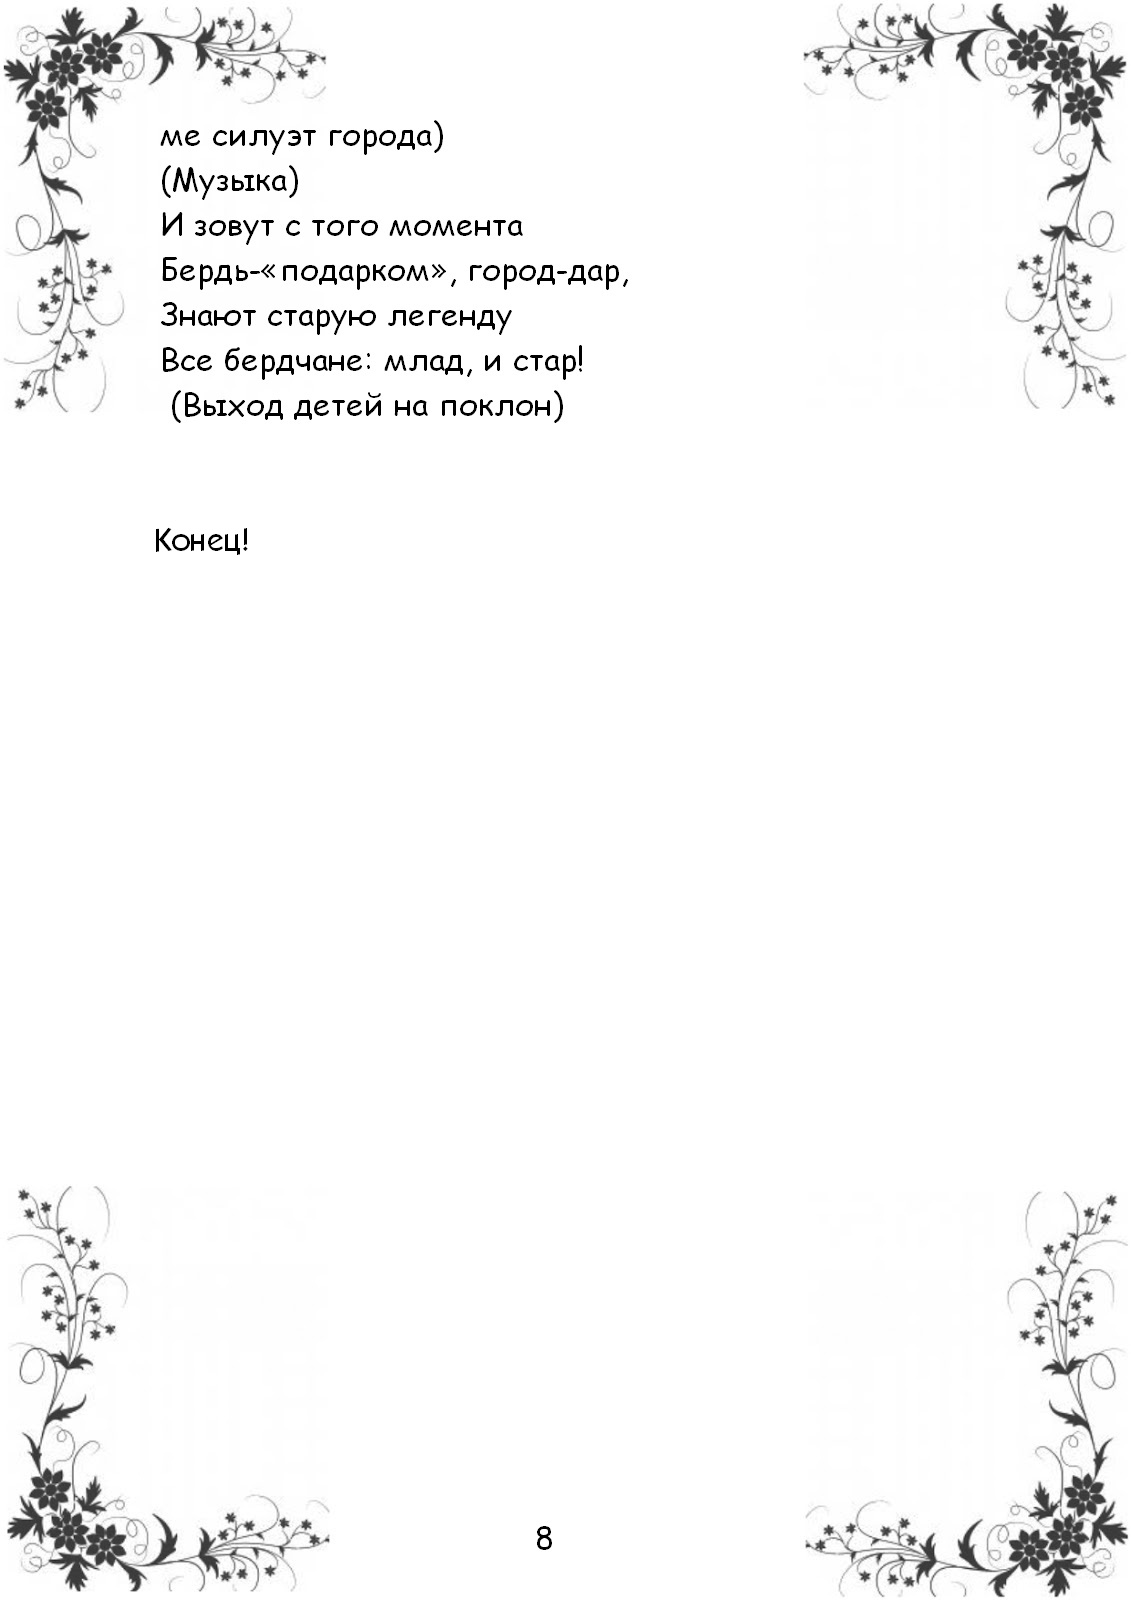 ме силуэт города)
(Музыка)
И зовут с того момента
Бердь-«подарком», город-дар,
Знают старую легенду
Все бердчане: млад, и стар!
(Выход детей на поклон)
Конец!
8